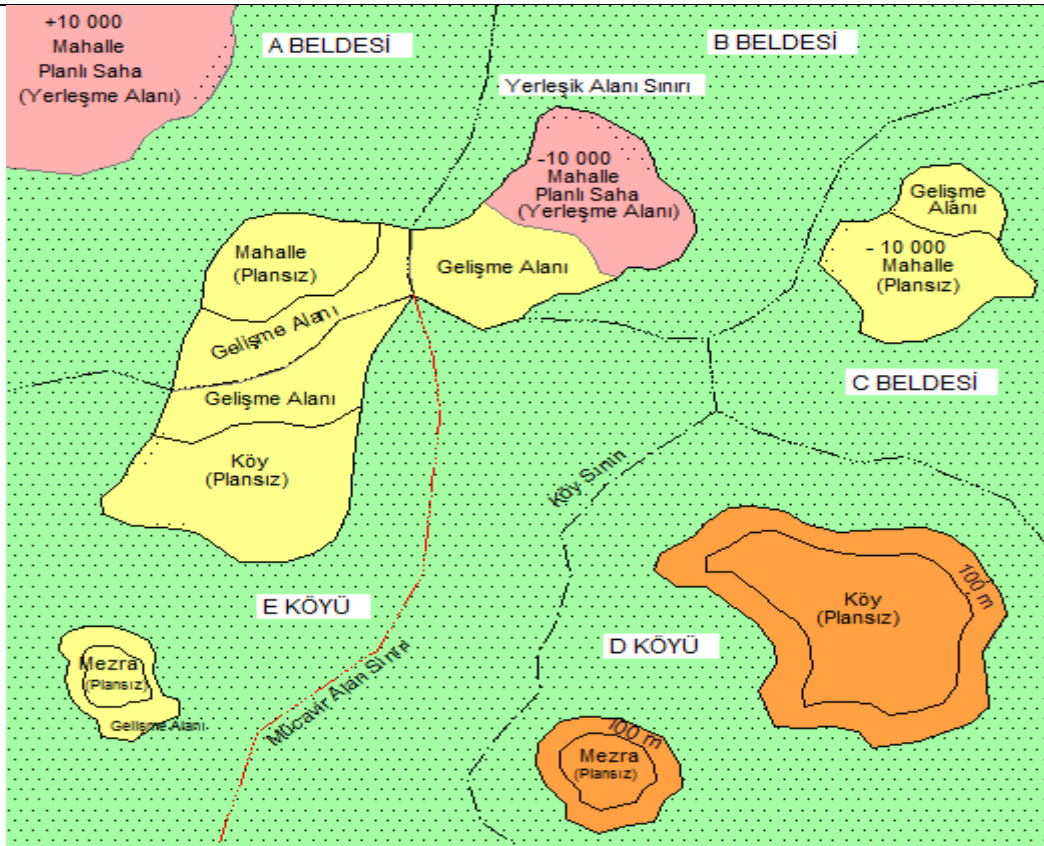 +10 000
Mahalle
Planlı Saha
(Yerleşme Alanı)
A BELDESİ
B BELDESİ
Yerleşik Alanı Sınırı
-10 000
Mahalle
Planlı Saha
(Yerleşme Alanı)
Gelişme
Alanı
- 10 000
Mahalle
(Plansız)
Mahalle
(Plansız)
Gelişme Alanı
Gelişme Alanı
Gelişme Alanı
C BELDESİ
Köy
(Plansız)
Köy Sınırı
100 m
Köy
(Plansız)
E KÖYÜ
D KÖYÜ
Mezra
(Plansız)
Gelişme Alanı
Mücavir Alan Sınırı
100 m
Mezra
(Plansız)